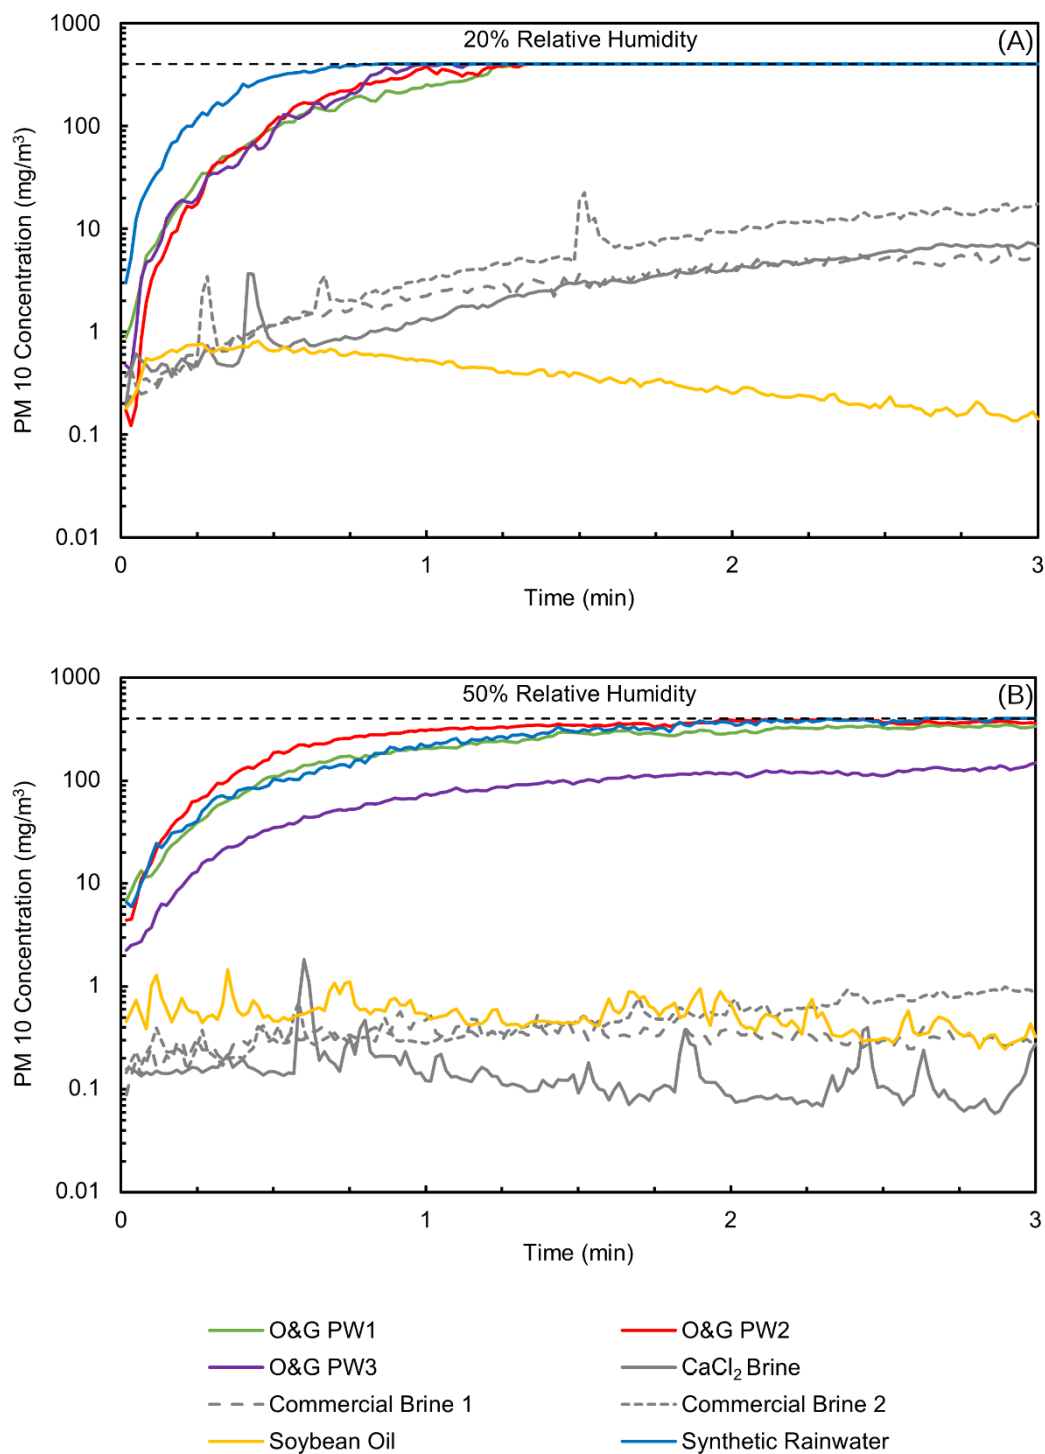 1000
20% Relative Humidity
(A)
100
10
1
0.1
0.01
PM 10 Concentration (mg/m³)
0 1 2 3
Time (min)
1000
50% Relative Humidity
(B)
100
10
1
0.1
0.01
PM 10 Concentration (mg/m³)
0 1 2 3
Time (min)
O&G PW1
O&G PW2
O&G PW3
CaCl₂ Brine
Commercial Brine 1
Commercial Brine 2
Soybean Oil
Synthetic Rainwater